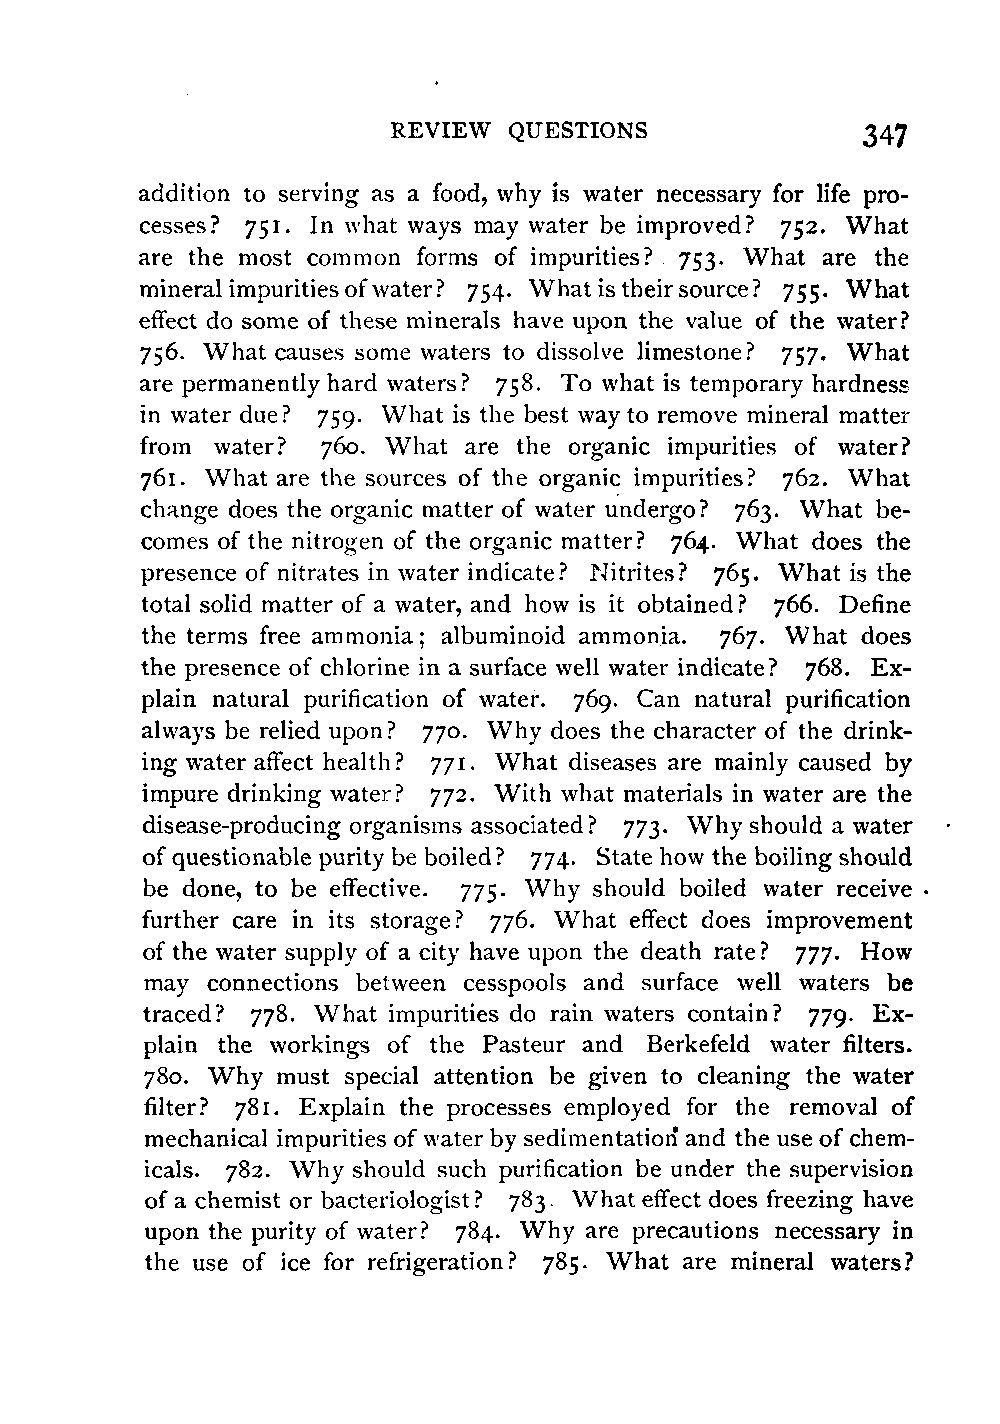 REVIEW QUESTIONS 347
addition to serving as a food, why is water necessary for life pro-
cesses? 751. In what ways may water be improved? 752. What
are the most common forms of impurities? 753. What are the
mineral impurities of water? 754. What is their source? 755. What
effect do some of these minerals have upon the value of the water?
756. What causes some waters to dissolve limestone? 757. What
are permanently hard waters? 758. To what is temporary hardness
in water due? 759. What is the best way to remove mineral matter
from water? 760. What are the organic impurities of water?
761. What are the sources of the organic impurities? 762. What
change does the organic matter of water undergo? 763. What be-
comes of the nitrogen of the organic matter? 764. What does the
presence of nitrates in water indicate? Nitrites? 765. What is the
total solid matter of a water, and how is it obtained? 766. Define
the terms free ammonia; albuminoid ammonia. 767. What does
the presence of chlorine in a surface well water indicate? 768. Ex-
plain natural purification of water. 769. Can natural purification
always be relied upon? 770. Why does the character of the drink-
ing water affect health? 771. What diseases are mainly caused by
impure drinking water? 772. With what materials in water are the
disease-producing organisms associated? 773. Why should a water
of questionable purity be boiled? 774. State how the boiling should
be done, to be effective. 775. Why should boiled water receive
further care in its storage? 776. What effect does improvement
of the water supply of a city have upon the death rate? 777. How
may connections between cesspools and surface well waters be
traced? 778. What impurities do rain waters contain? 779. Ex-
plain the workings of the Pasteur and Berkefeld water filters.
780. Why must special attention be given to cleaning the water
filter? 781. Explain the processes employed for the removal of
mechanical impurities of water by sedimentation and the use of chem-
icals. 782. Why should such purification be under the supervision
of a chemist or bacteriologist? 783. What effect does freezing have
upon the purity of water? 784. Why are precautions necessary in
the use of ice for refrigeration? 785. What are mineral waters?